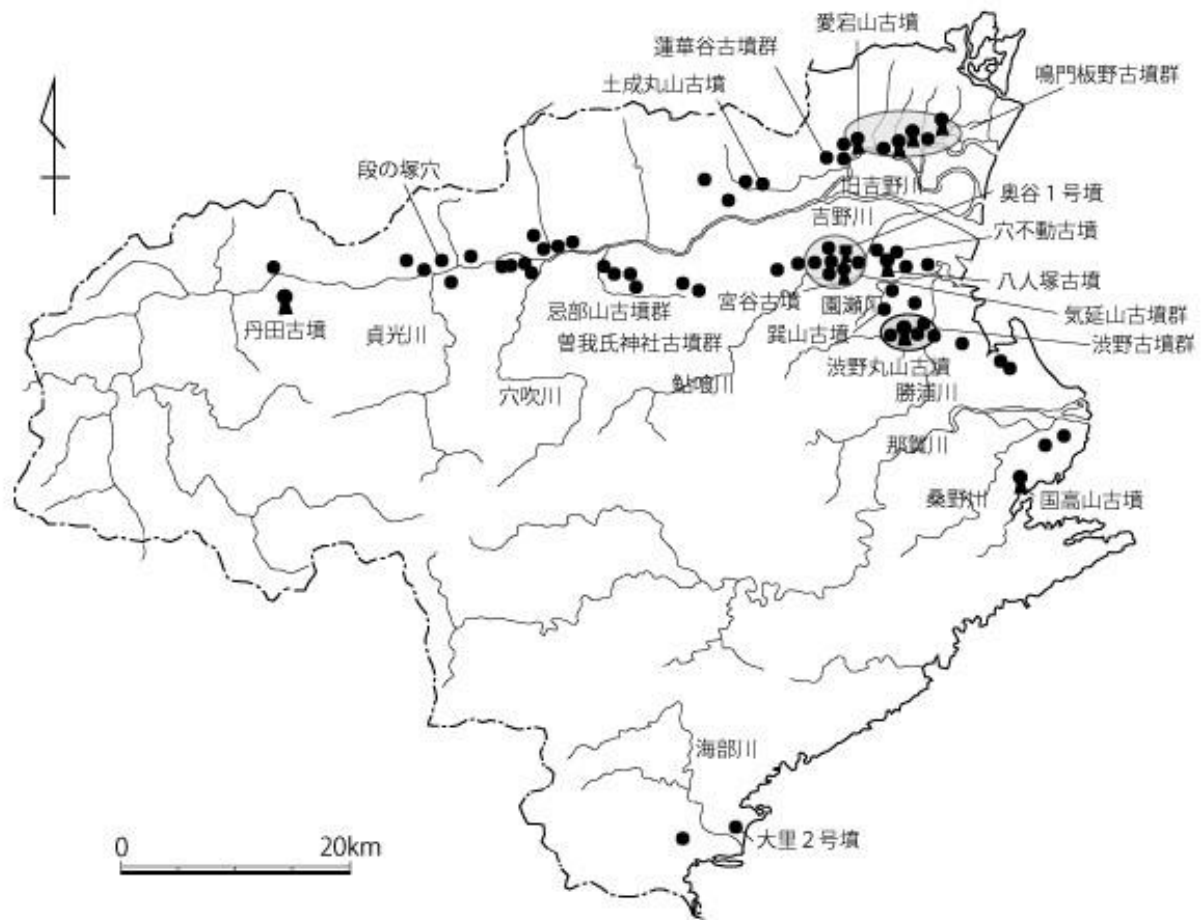 愛宕山古墳
蓮華谷古墳群
鳴門板野古墳群
土成丸山古墳
段の塚穴
旧吉野川
奥谷1号墳
吉野川
穴不動古墳
八人塚古墳
宮谷古墳
園瀬川
忌部山古墳群
気延山古墳群
丹田古墳
貞光川
巽山古墳
曽我氏神社古墳群
渋野古墳群
渋野丸山古墳
鮎喰川
穴吹川
勝浦川
那賀川
桑野川
国高山古墳
海部川
0 20km
大里2号墳